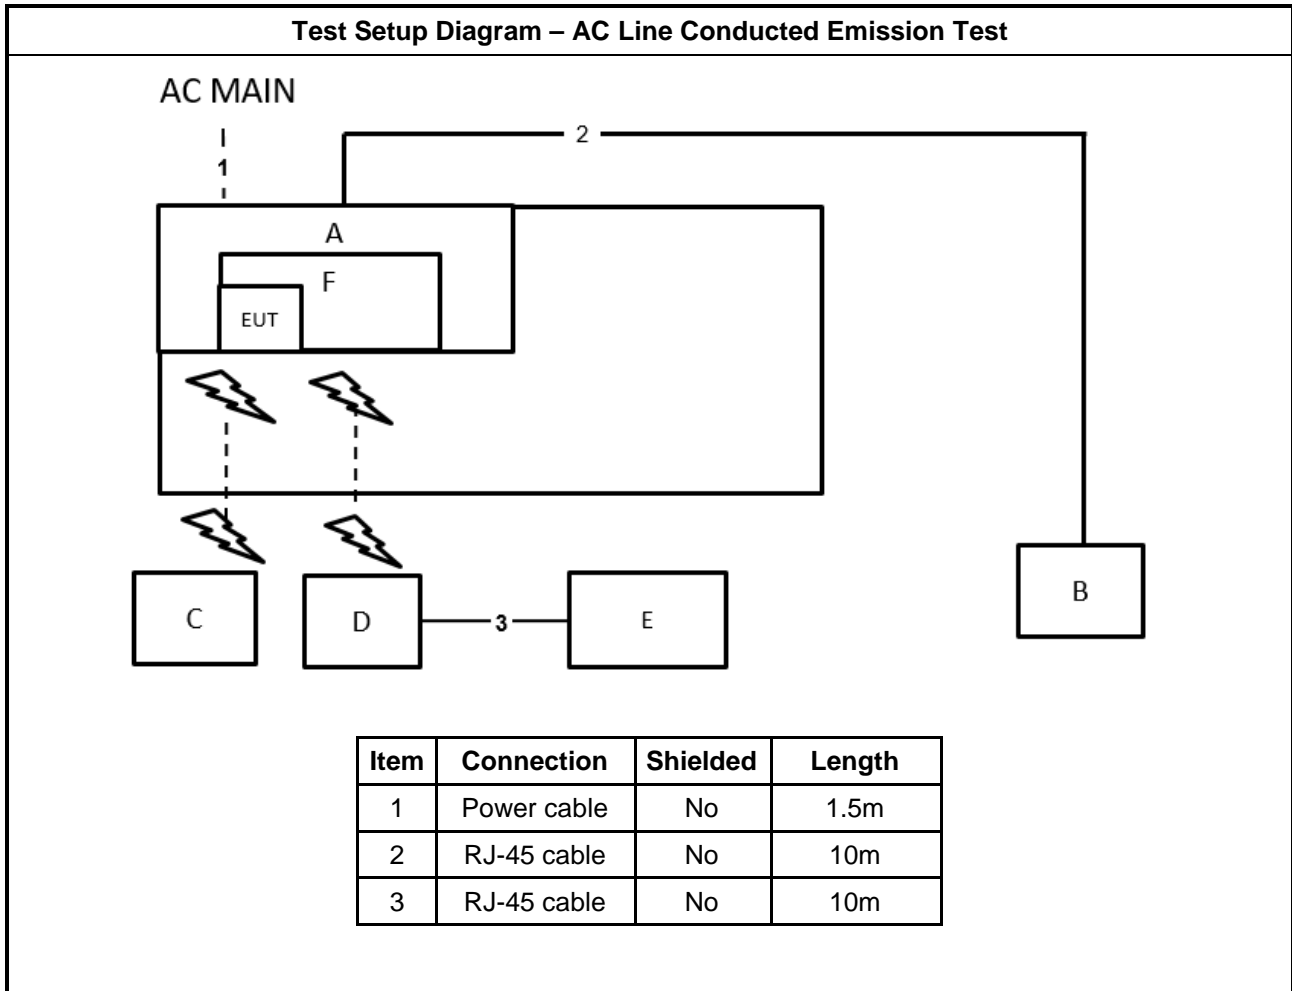 Test Setup Diagram – AC Line Conducted Emission Test
AC MAIN
1
2
A
F
EUT
C
D
3
E
B
Item Connection Shielded Length
1 Power cable No 1.5m
2 RJ-45 cable No 10m
3 RJ-45 cable No 10m